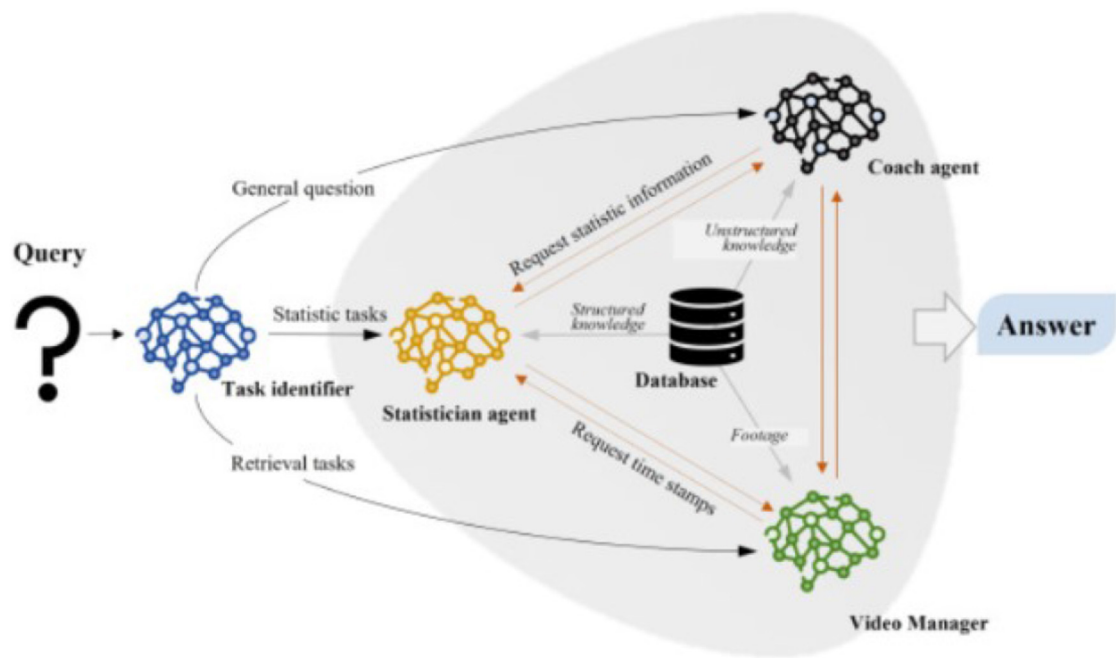 Coach agent
Request statistic information
General question
Unstructured
knowledge
Query
Structured
knowledge
Statistic tasks
Answer
Database
Task identifier
Statistician agent
Footage
Request time stamps
Retrieval tasks
Video Manager